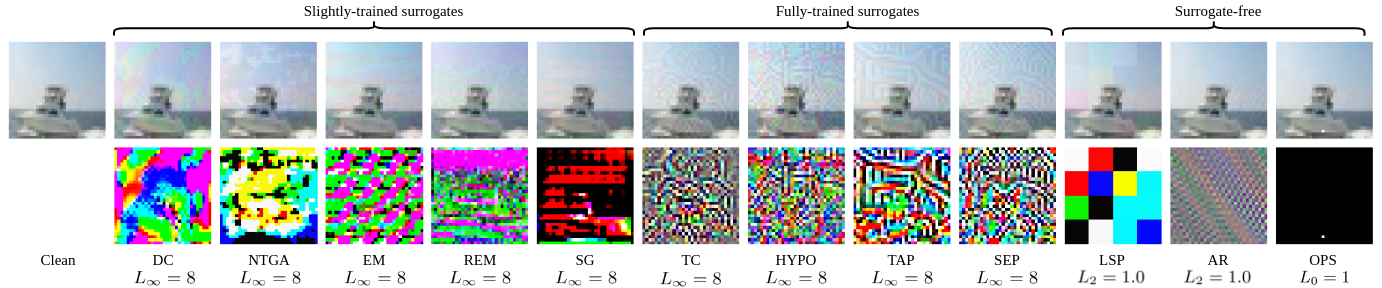 Slightly-trained surrogates Fully-trained surrogates Surrogate-free
Clean DC NTGA EM REM SG TC HYPO TAP SEP LSP AR OPS
L∞ = 8 L∞ = 8 L∞ = 8 L∞ = 8 L∞ = 8 L∞ = 8 L∞ = 8 L∞ = 8 L∞ = 8 L2 = 1.0 L2 = 1.0 L0 = 1